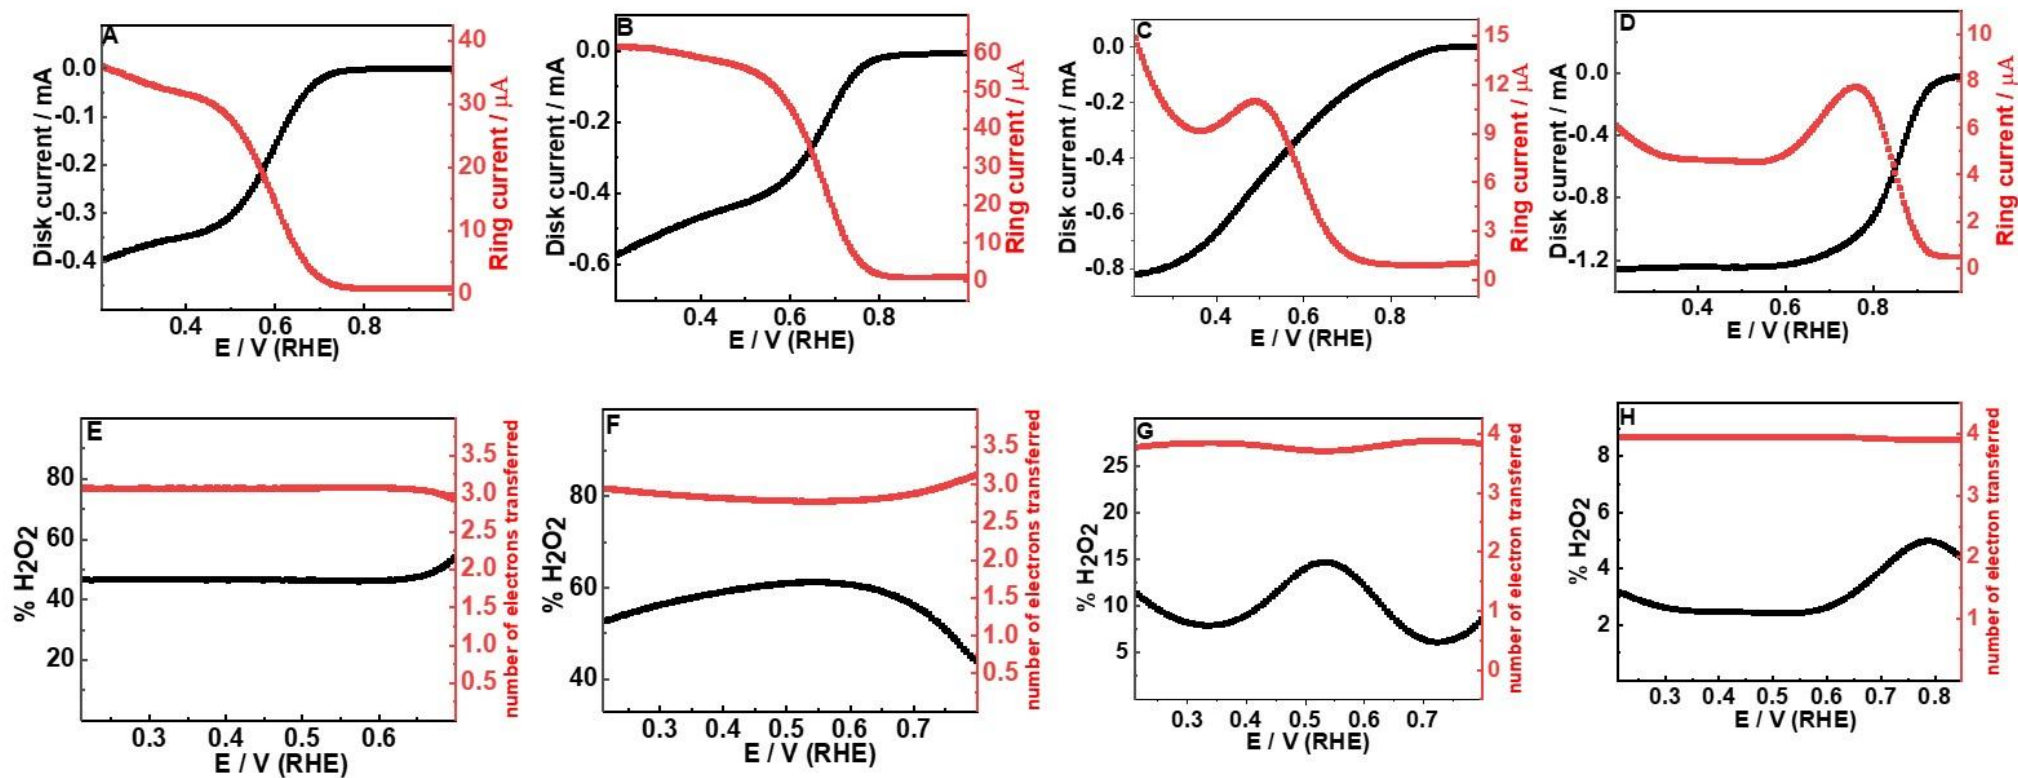 A
Disk current / mA
0.0
-0.1
-0.2
-0.3
-0.4
0.4 0.6 0.8
E / V (RHE)
40
30
20
10
0
Ring current / μA
B
Disk current / mA
0.0
-0.2
-0.4
-0.6
0.4 0.6 0.8
E / V (RHE)
60
50
40
30
20
10
0
Ring current / μA
C
Disk current / mA
0.0
-0.2
-0.4
-0.6
-0.8
0.4 0.6 0.8
E / V (RHE)
15
12
9
6
3
0
Ring current / μA
D
Disk current / mA
0.0
-0.4
-0.8
-1.2
0.4 0.6 0.8
E / V (RHE)
10
8
6
4
2
0
Ring current / μA
E
% H2O2
80
60
40
20
0.3 0.4 0.5 0.6
E / V (RHE)
3.5
3.0
2.5
2.0
1.5
1.0
0.5
number of electrons transferred
F
% H2O2
80
60
40
0.3 0.4 0.5 0.6 0.7
E / V (RHE)
3.5
3.0
2.5
2.0
1.5
1.0
0.5
number of electrons transferred
G
% H2O2
25
20
15
10
5
0.3 0.4 0.5 0.6 0.7
E / V (RHE)
4
3
2
1
0
number of electron transferred
H
% H2O2
8
6
4
2
0.3 0.4 0.5 0.6 0.7 0.8
E / V (RHE)
4
3
2
1
number of electron transferred